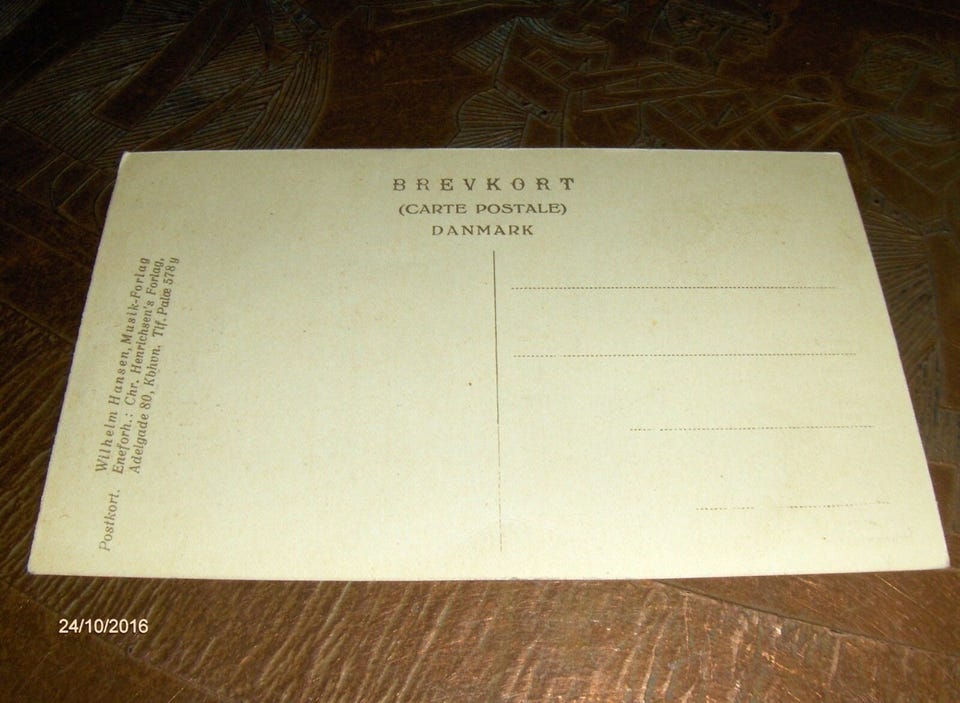 BREVKORT
(CARTE POSTALE)
DANMARK
Postkort. Wilhelm Hansen, Musik-Forlag
Eneforh.: Chr. Henrichsen's Forlag,
Adelgade 80, Kbhvn. Tlf. Palæ 578y
24/10/2016